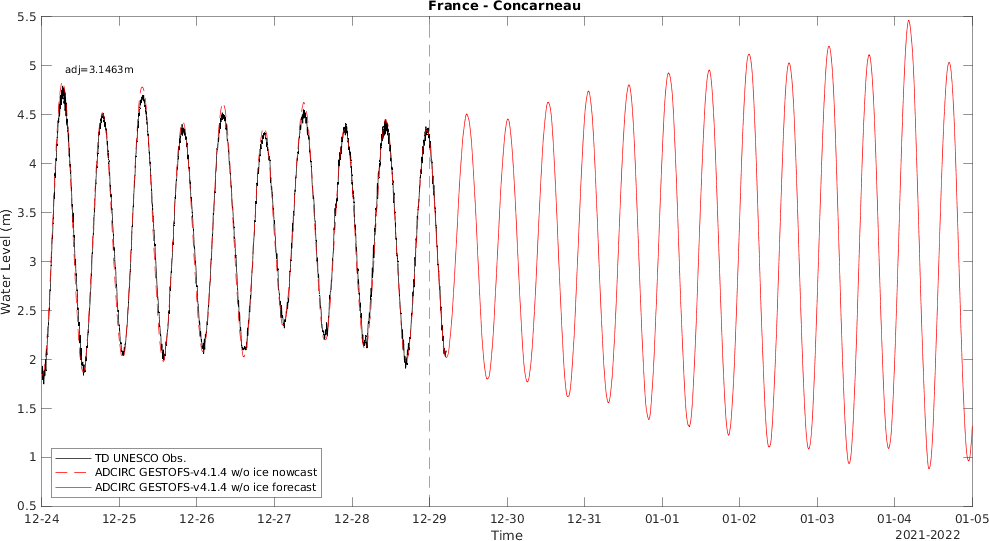 France - Concarneau
adj=3.1463m
Water Level (m)
5.5
5
4.5
4
3.5
3
2.5
2
1.5
1
0.5
TD UNESCO Obs.
ADCIRC GESTOFS-v4.1.4 w/o ice nowcast
ADCIRC GESTOFS-v4.1.4 w/o ice forecast
12-24 12-25 12-26 12-27 12-28 12-29 12-30 12-31 01-01 01-02 01-03 01-04 01-05
Time
2021-2022